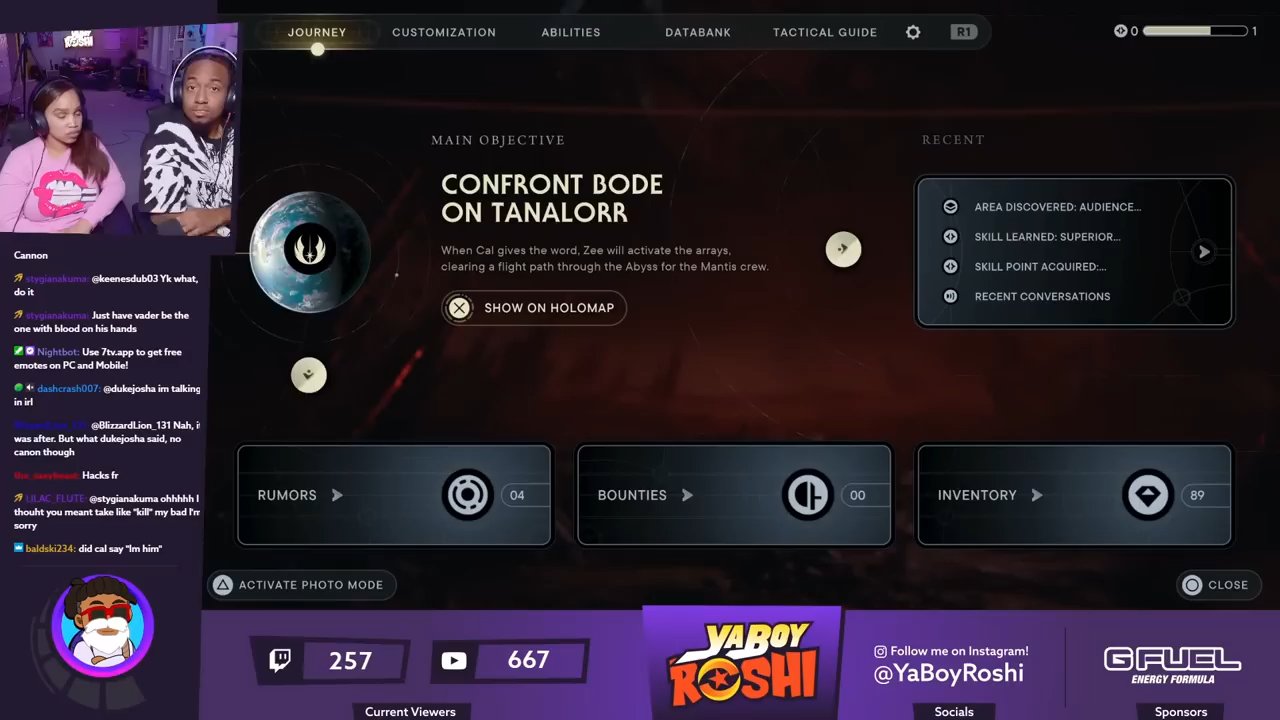 JOURNEY
CUSTOMIZATION
ABILITIES
DATABANK
TACTICAL GUIDE
R1
0
1
MAIN OBJECTIVE
CONFRONT BODE
ON TANALORR
When Cal gives the word, Zee will activate the arrays,
clearing a flight path through the Abyss for the Mantis crew.
SHOW ON HOLOMAP
RECENT
AREA DISCOVERED: AUDIENCE...
SKILL LEARNED: SUPERIOR...
SKILL POINT ACQUIRED:...
RECENT CONVERSATIONS
RUMORS
04
BOUNTIES
00
INVENTORY
89
ACTIVATE PHOTO MODE
CLOSE
YABOY
ROSHI
Cannon
stygianakuma: @keenesdub03 Yk what,
do it
stygianakuma: Just have vader be the
one with blood on his hands
Nightbot: Use 7tv.app to get free
emotes on PC and Mobile!
dashcrash007: @dukejosha im talking
in irl
@BlizzardLion_131 Nah, i
was after. But what dukejosha said, no
canon though
Hacks fr
LILAC_FLUTE: @stygianakuma ohhhhh I
thouht you meant take like "kill" my bad I'm
sorry
baldski234: did cal say "Im him"
257
667
Current Viewers
YABOY
ROSHI
Follow me on Instagram!
@YaBoyRoshi
Socials
G FUEL
ENERGY FORMULA
Sponsors